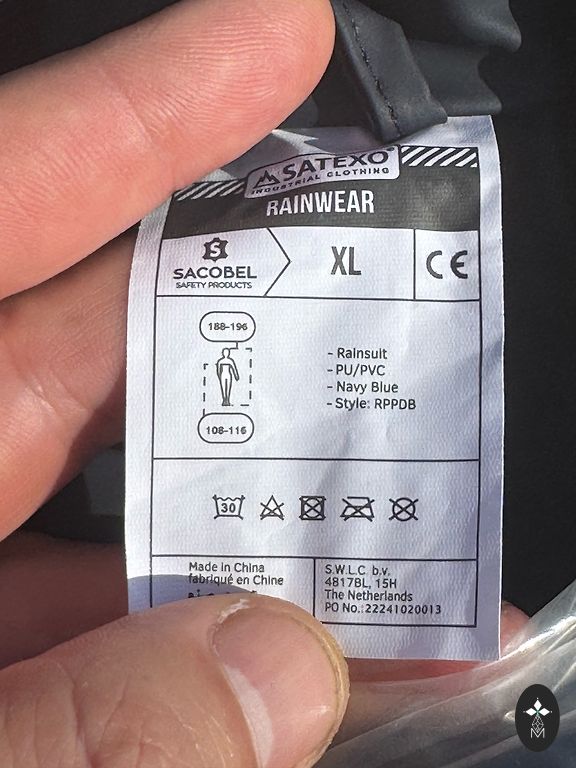 SATEXO®
INDUSTRIAL CLOTHING
RAINWEAR
S
SACOBEL
SAFETY PRODUCTS
XL
CE
188-196
108-116
- Rainsuit
- PU/PVC
- Navy Blue
- Style: RPPDB
30
Made in China
fabriqué en Chine
S.W.L.C b.v.
4817BL, 15H
The Netherlands
PO No.:22241020013
M